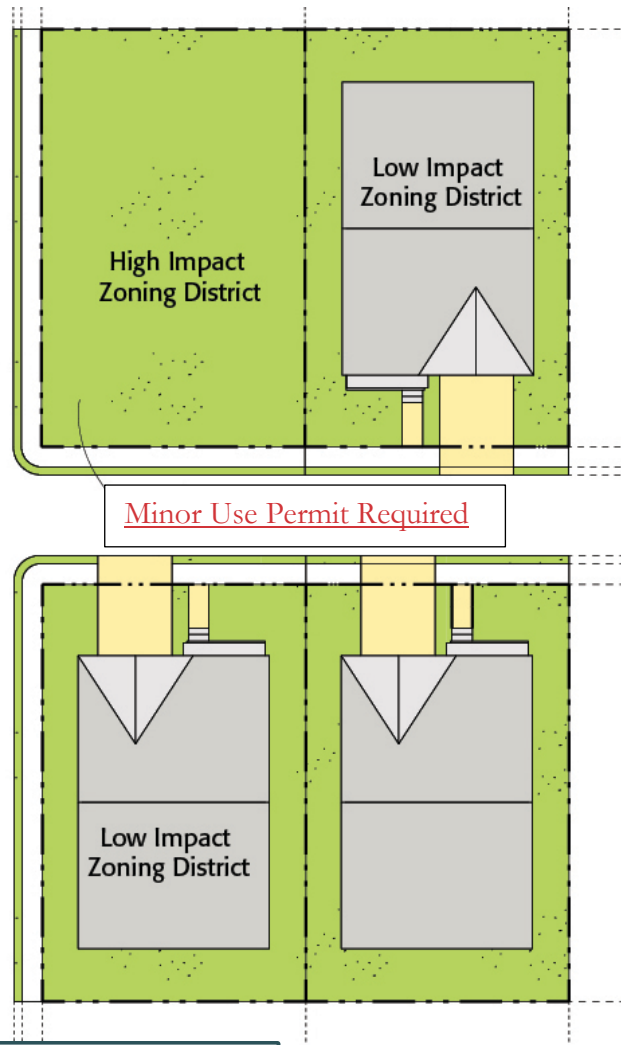 Low Impact
Zoning District
High Impact
Zoning District
Minor Use Permit Required
Low Impact
Zoning District